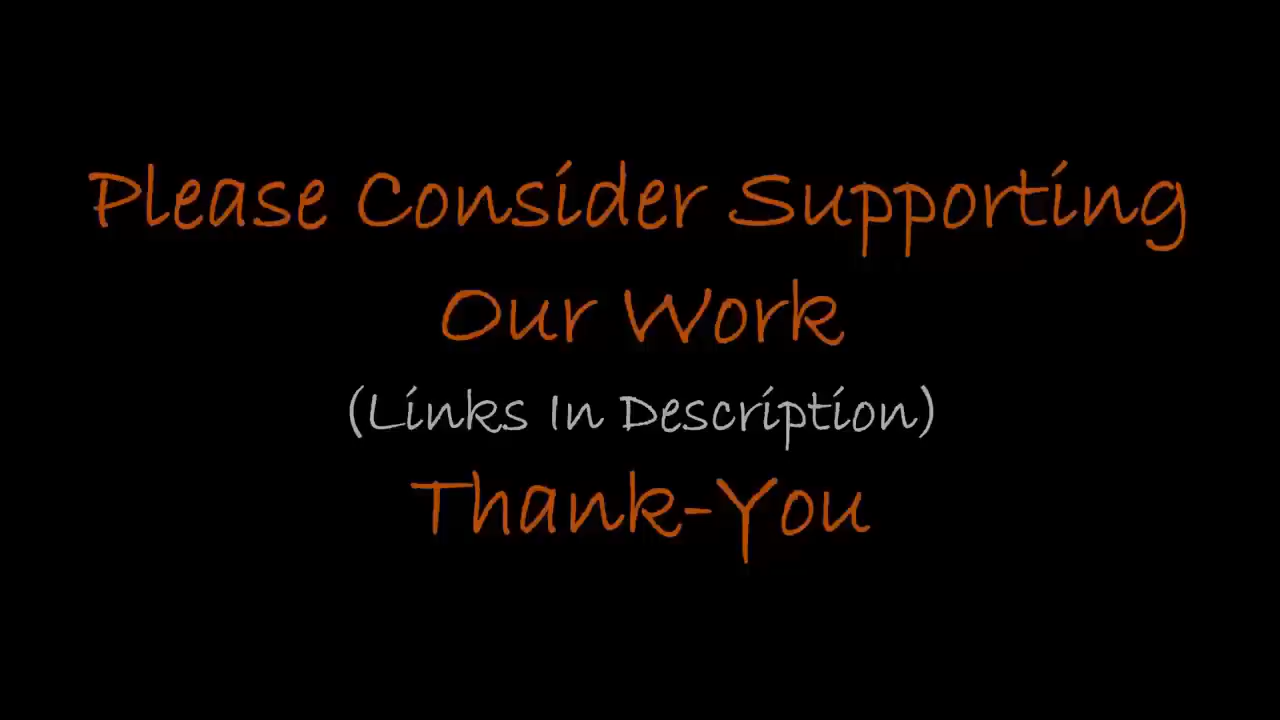 Please Consider Supporting
Our Work
(Links In Description)
Thank-You